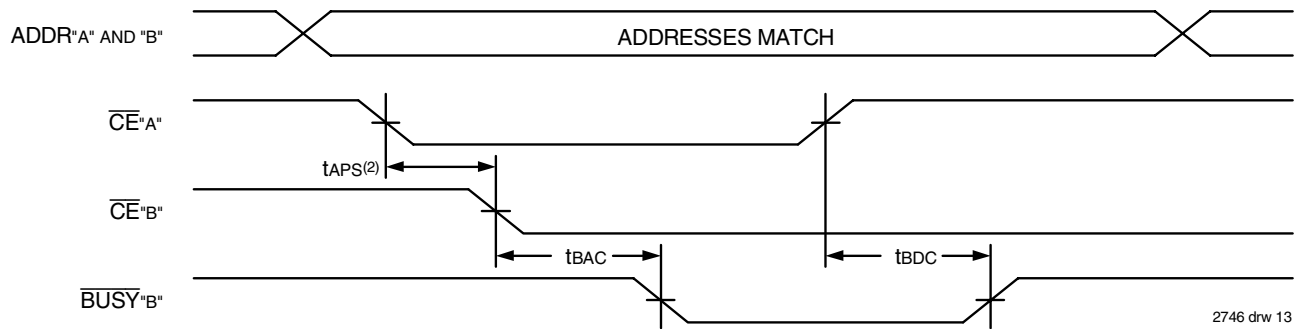 ADDR"A" AND "B"
ADDRESSES MATCH
CE"A"
tAPS(2)
CE"B"
tBAC
tBDC
BUSY"B"
2746 drw 13